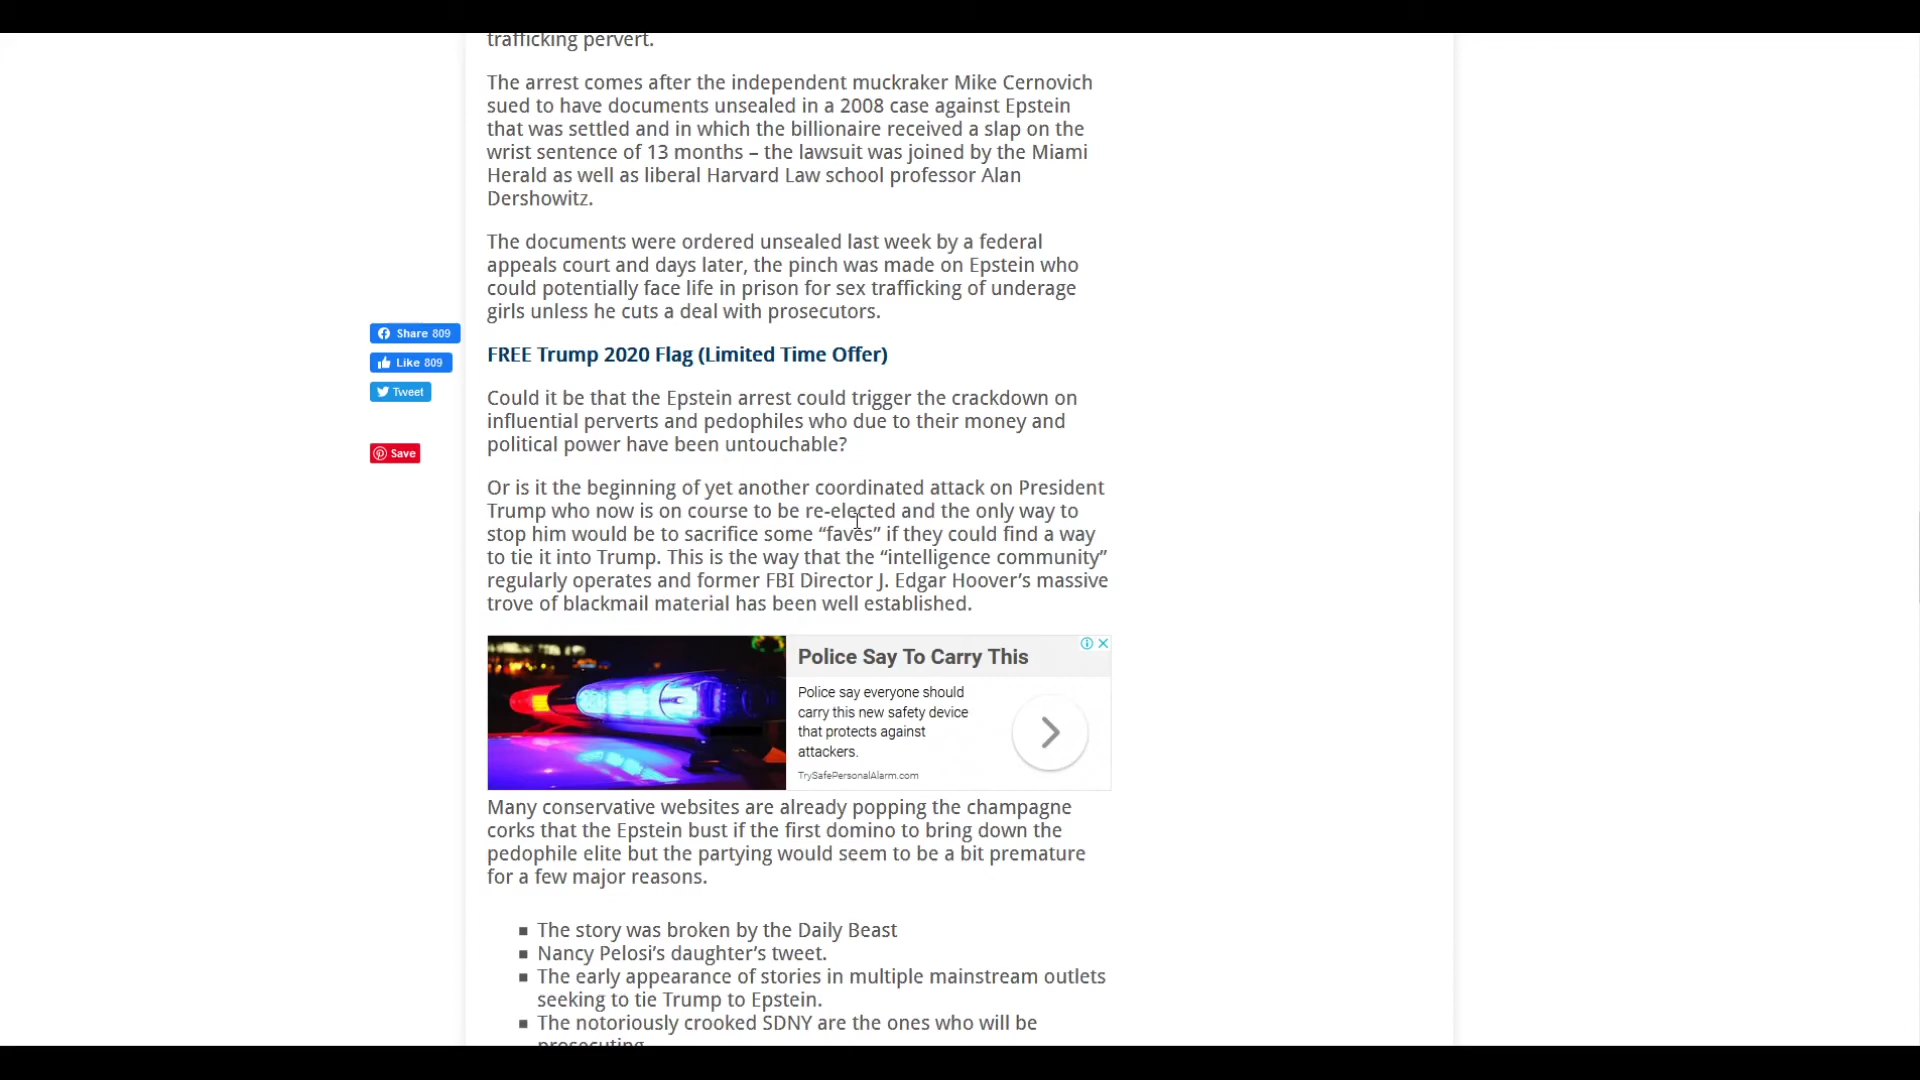 trafficking pervert.
The arrest comes after the independent muckraker Mike Cernovich
sued to have documents unsealed in a 2008 case against Epstein
that was settled and in which the billionaire received a slap on the
wrist sentence of 13 months – the lawsuit was joined by the Miami
Herald as well as liberal Harvard Law school professor Alan
Dershowitz.
The documents were ordered unsealed last week by a federal
appeals court and days later, the pinch was made on Epstein who
could potentially face life in prison for sex trafficking of underage
girls unless he cuts a deal with prosecutors.
Share 809
Like 809
Tweet
Save
FREE Trump 2020 Flag (Limited Time Offer)
Could it be that the Epstein arrest could trigger the crackdown on
influential perverts and pedophiles who due to their money and
political power have been untouchable?
Or is it the beginning of yet another coordinated attack on President
Trump who now is on course to be re-elected and the only way to
stop him would be to sacrifice some “faves” if they could find a way
to tie it into Trump. This is the way that the “intelligence community”
regularly operates and former FBI Director J. Edgar Hoover’s massive
trove of blackmail material has been well established.
Police Say To Carry This
Police say everyone should
carry this new safety device
that protects against
attackers.
TrySafePersonalAlarm.com
Many conservative websites are already popping the champagne
corks that the Epstein bust if the first domino to bring down the
pedophile elite but the partying would seem to be a bit premature
for a few major reasons.
The story was broken by the Daily Beast
Nancy Pelosi’s daughter’s tweet.
The early appearance of stories in multiple mainstream outlets
seeking to tie Trump to Epstein.
The notoriously crooked SDNY are the ones who will be
prosecuting